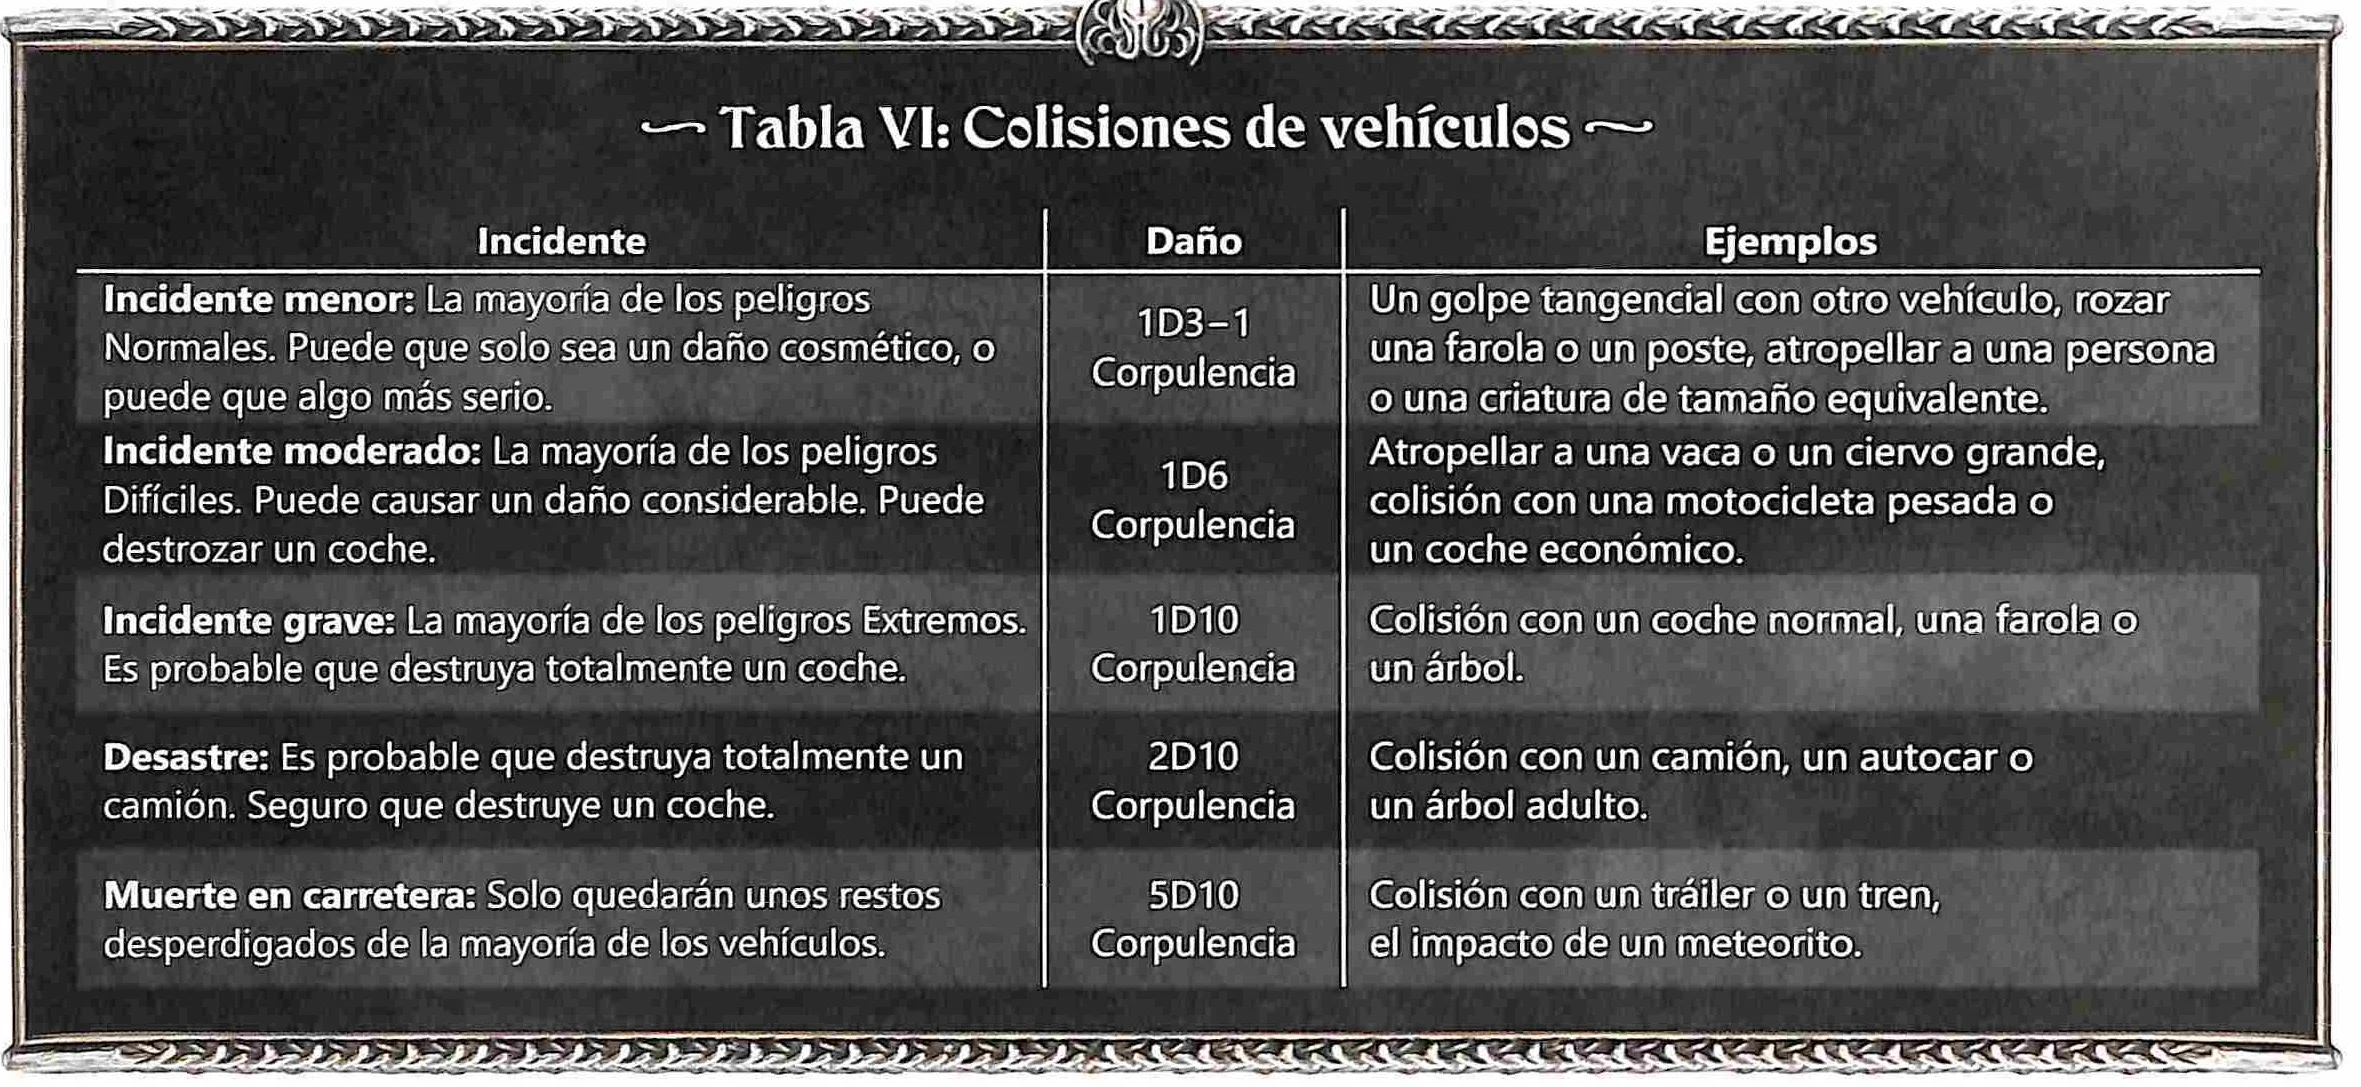 Tabla VI: Colisiones de vehículos
Incidente
Daño
Ejemplos
Incidente menor: La mayoría de los peligros
Normales. Puede que solo sea un daño cosmético, o
puede que algo más serio.
1D3–1
Corpulencia
Un golpe tangencial con otro vehículo, rozar
una farola o un poste, atropellar a una persona
o una criatura de tamaño equivalente.
Incidente moderado: La mayoría de los peligros
Difíciles. Puede causar un daño considerable. Puede
destrozar un coche.
1D6
Corpulencia
Atropellar a una vaca o un ciervo grande,
colisión con una motocicleta pesada o
un coche económico.
Incidente grave: La mayoría de los peligros Extremos.
Es probable que destruya totalmente un coche.
1D10
Corpulencia
Colisión con un coche normal, una farola o
un árbol.
Desastre: Es probable que destruya totalmente un
camión. Seguro que destruye un coche.
2D10
Corpulencia
Colisión con un camión, un autocar o
un árbol adulto.
Muerte en carretera: Solo quedarán unos restos
desperdigados de la mayoría de los vehículos.
5D10
Corpulencia
Colisión con un tráiler o un tren,
el impacto de un meteorito.